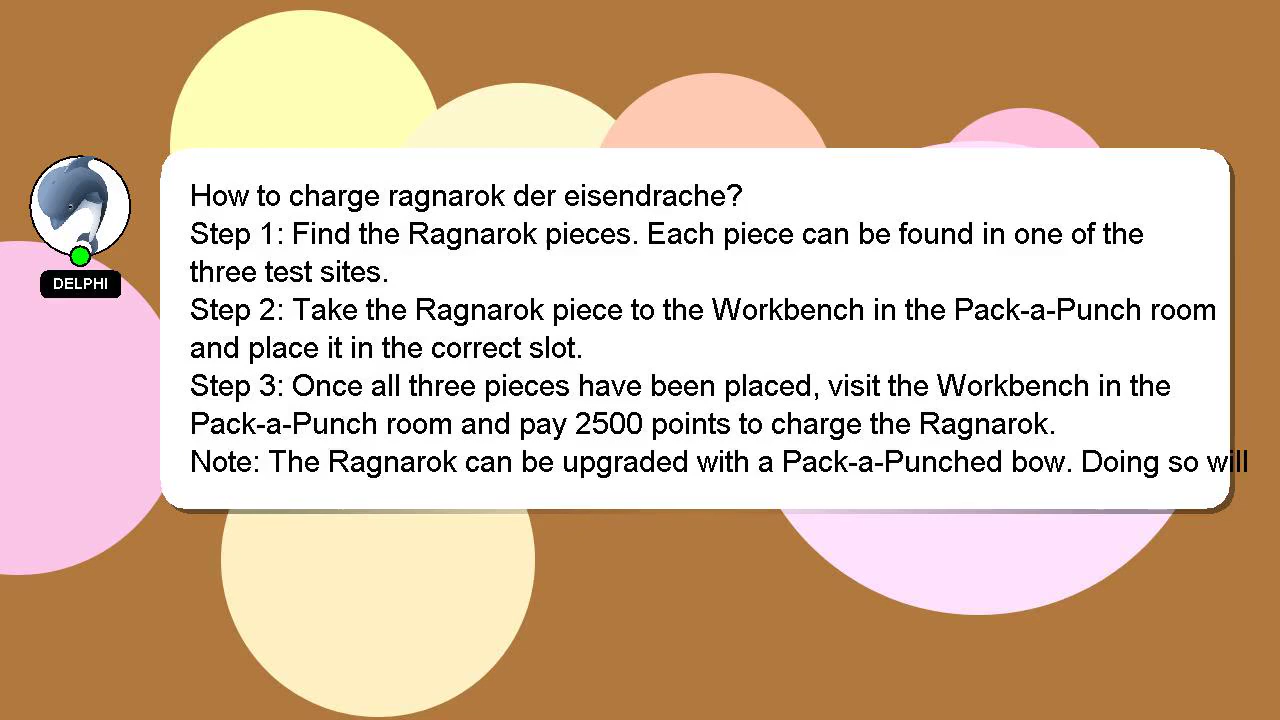 DELPHI
How to charge ragnarok der eisendrache?
Step 1: Find the Ragnarok pieces. Each piece can be found in one of the
three test sites.
Step 2: Take the Ragnarok piece to the Workbench in the Pack-a-Punch room
and place it in the correct slot.
Step 3: Once all three pieces have been placed, visit the Workbench in the
Pack-a-Punch room and pay 2500 points to charge the Ragnarok.
Note: The Ragnarok can be upgraded with a Pack-a-Punched bow. Doing so will